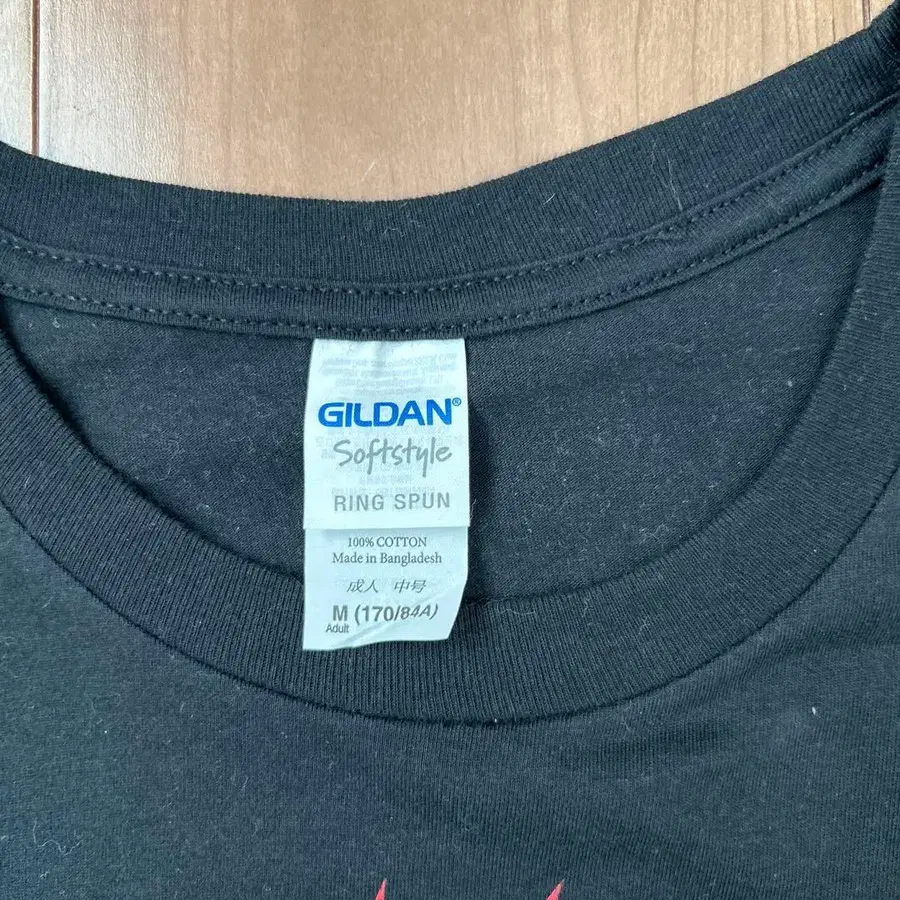 GILDAN®
Softstyle
RING SPUN
100% COTTON
Made in Bangladesh
成人 中号
M (170/84A)
Adult